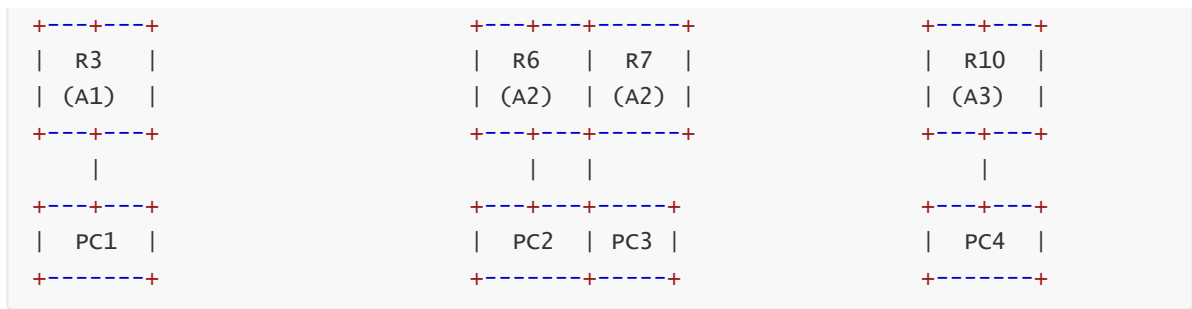 +---+---+ +---+---+------+ +---+---+
| R3 | | R6 | R7 | | R10 |
| (A1) | | (A2) | (A2) | | (A3) |
+---+---+ +---+---+------+ +---+---+
| | | |
+---+---+ +---+---+-----+ +---+---+
| PC1 | | PC2 | PC3 | | PC4 |
+-------+ +-------+-----+ +-------+